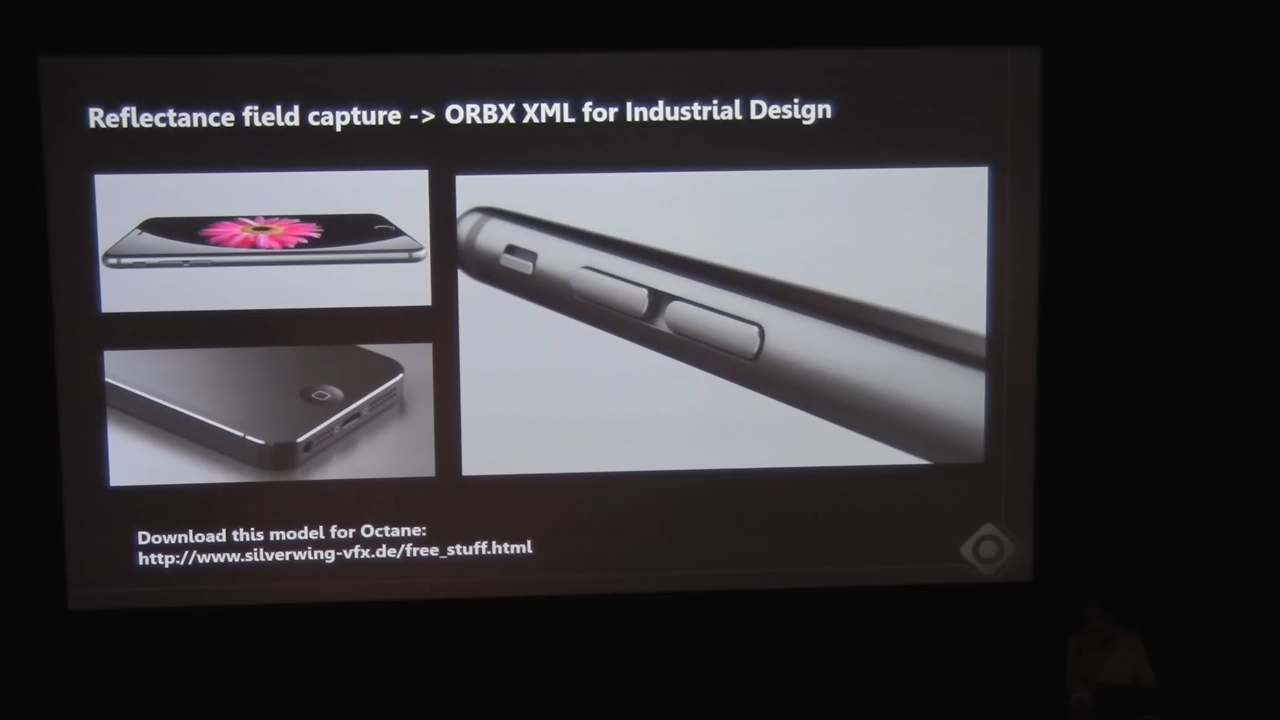 Reflectance field capture -> ORBX XML for Industrial Design
Download this model for Octane:
http://www.silverwing-vfx.de/free_stuff.html